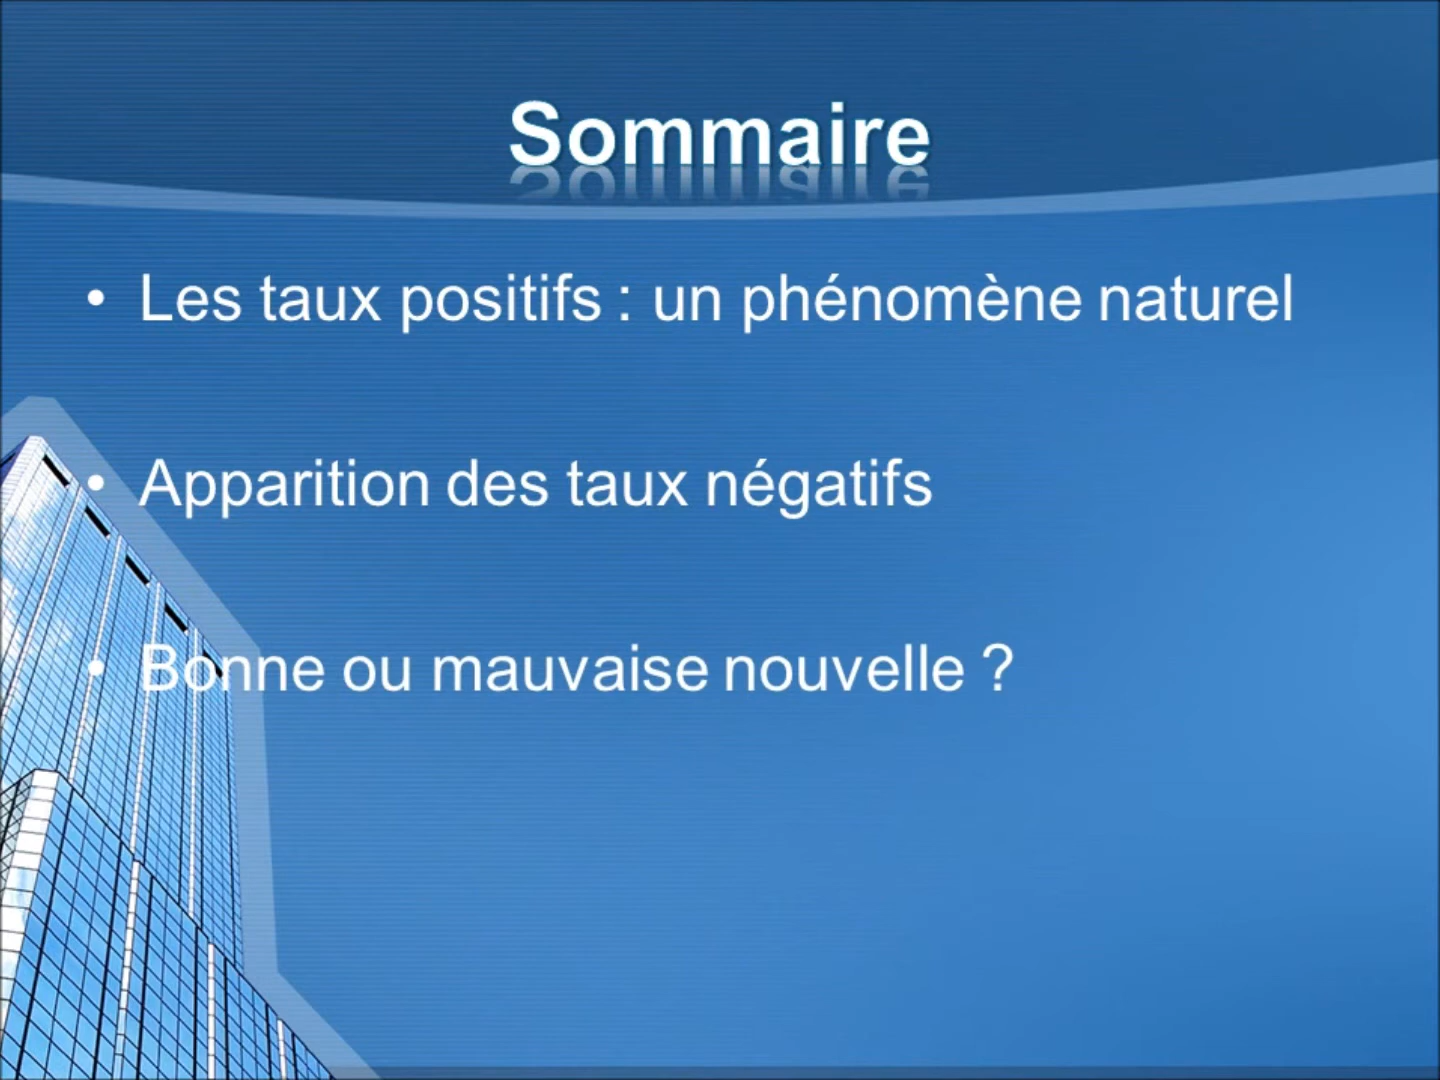 Sommaire
• Les taux positifs : un phénomène naturel
• Apparition des taux négatifs
• Bonne ou mauvaise nouvelle ?